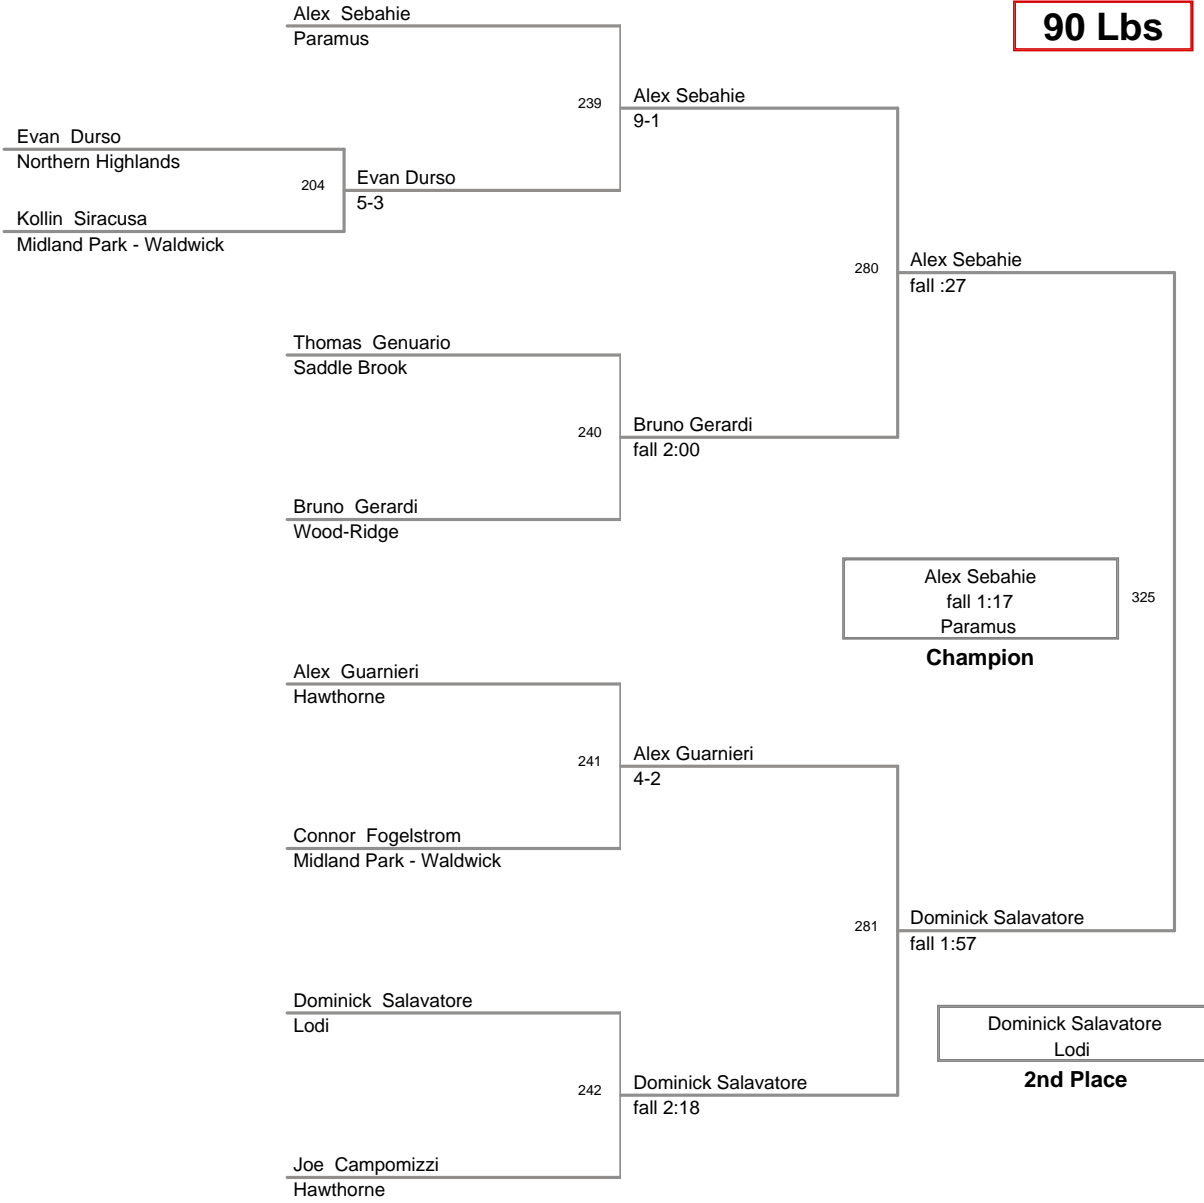 Alex  Sebahie
Paramus
90 Lbs
239
Alex Sebahie
9-1
Evan  Durso
Northern Highlands
204
Evan Durso
5-3
Kollin  Siracusa
Midland Park - Waldwick
280
Alex Sebahie
fall :27
Thomas  Genuario
Saddle Brook
240
Bruno Gerardi
fall 2:00
Bruno  Gerardi
Wood-Ridge
Alex Sebahie
fall 1:17
Paramus
325
Champion
Alex  Guarnieri
Hawthorne
241
Alex Guarnieri
4-2
Connor  Fogelstrom
Midland Park - Waldwick
281
Dominick Salavatore
fall 1:57
Dominick  Salavatore
Lodi
Dominick Salavatore
Lodi
2nd Place
242
Dominick Salavatore
fall 2:18
Joe  Campomizzi
Hawthorne